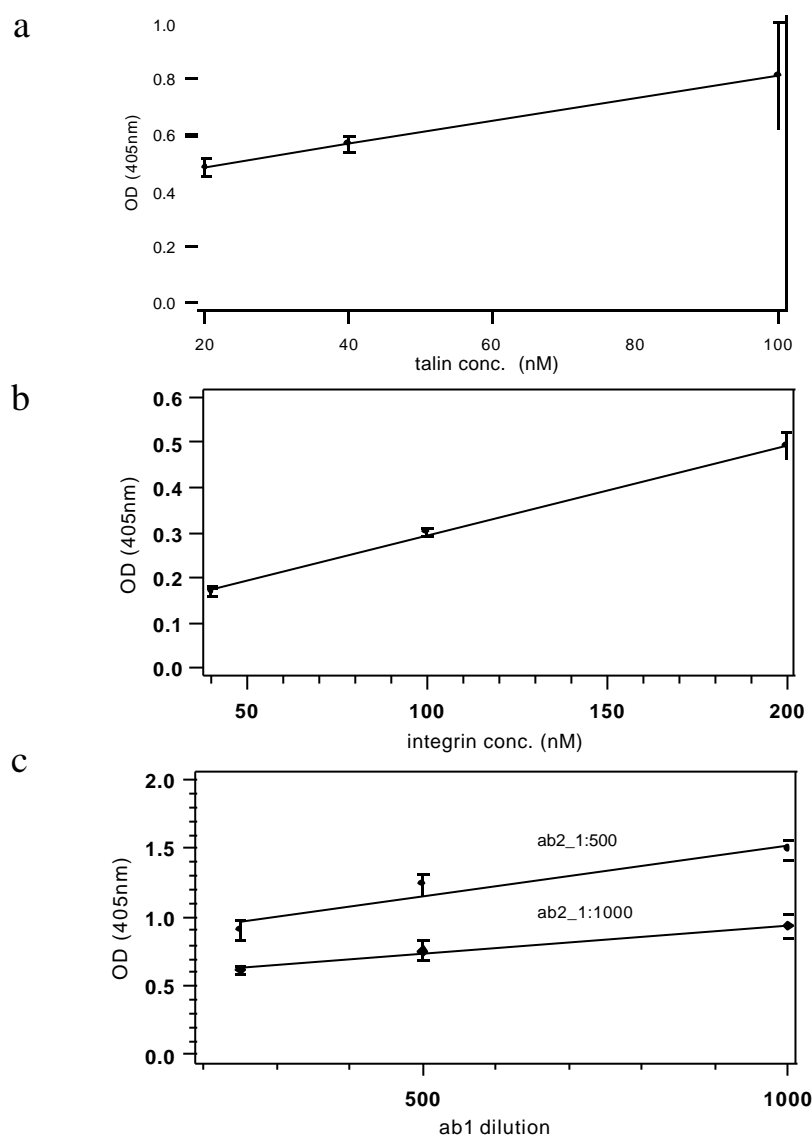 a
1.0
0.8
0.6
0.4
0.2
0.0
OD (405nm)
20 40 60 80 100
talin conc. (nM)
b
0.6
0.5
0.4
0.3
0.2
0.1
0.0
OD (405nm)
50 100 150 200
integrin conc. (nM)
c
2.0
1.5
1.0
0.5
0.0
OD (405nm)
ab2_1:500
ab2_1:1000
500 1000
ab1 dilution